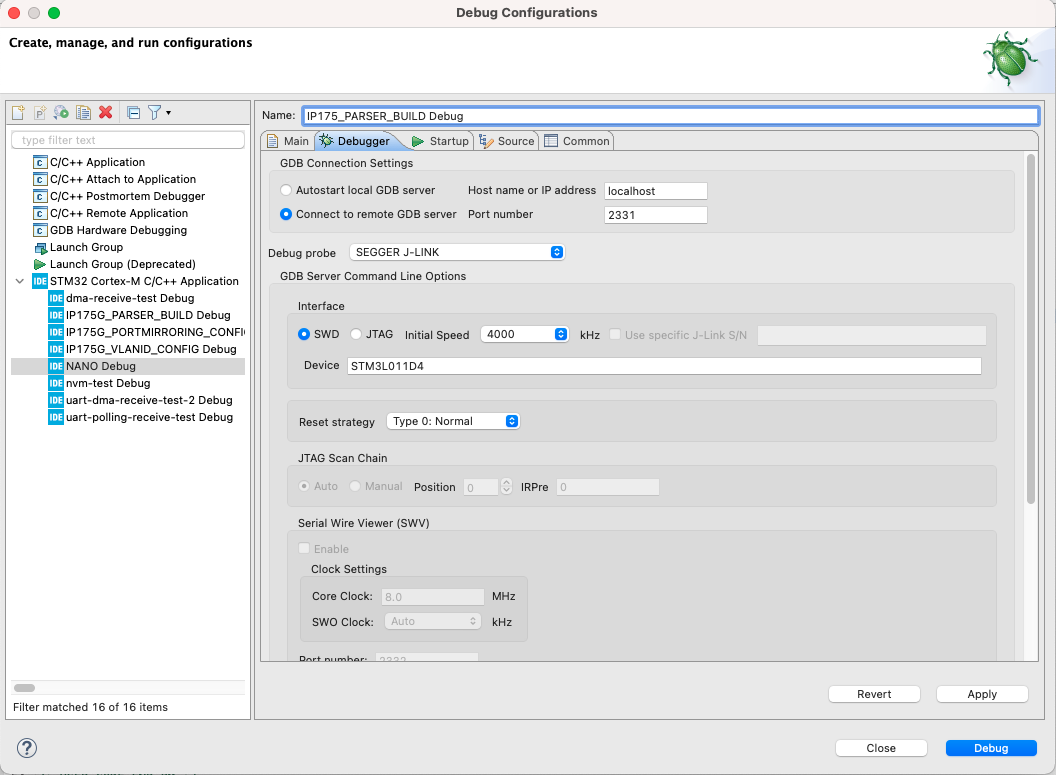 Debug Configurations
Create, manage, and run configurations
type filter text
C/C++ Application
C/C++ Attach to Application
C/C++ Postmortem Debugger
C/C++ Remote Application
GDB Hardware Debugging
Launch Group
Launch Group (Deprecated)
IDE STM32 Cortex-M C/C++ Application
IDE dma-receive-test Debug
IDE IP175G_PARSER_BUILD Debug
IDE IP175G_PORTMIRRORING_CONFI
IDE IP175G_VLANID_CONFIG Debug
IDE NANO Debug
IDE nvm-test Debug
IDE uart-dma-receive-test-2 Debug
IDE uart-polling-receive-test Debug
Filter matched 16 of 16 items
Name: IP175_PARSER_BUILD Debug
Main Debugger Startup Source Common
GDB Connection Settings
Autostart local GDB server Host name or IP address localhost
Connect to remote GDB server Port number 2331
Debug probe SEGGER J-LINK
GDB Server Command Line Options
Interface
SWD JTAG Initial Speed 4000 kHz Use specific J-Link S/N
Device STM3L011D4
Reset strategy Type 0: Normal
JTAG Scan Chain
Auto Manual Position 0 IRPre 0
Serial Wire Viewer (SWV)
Enable
Clock Settings
Core Clock: 8.0 MHz
SWO Clock: Auto kHz
Port number: 2332
Revert Apply
? Close Debug